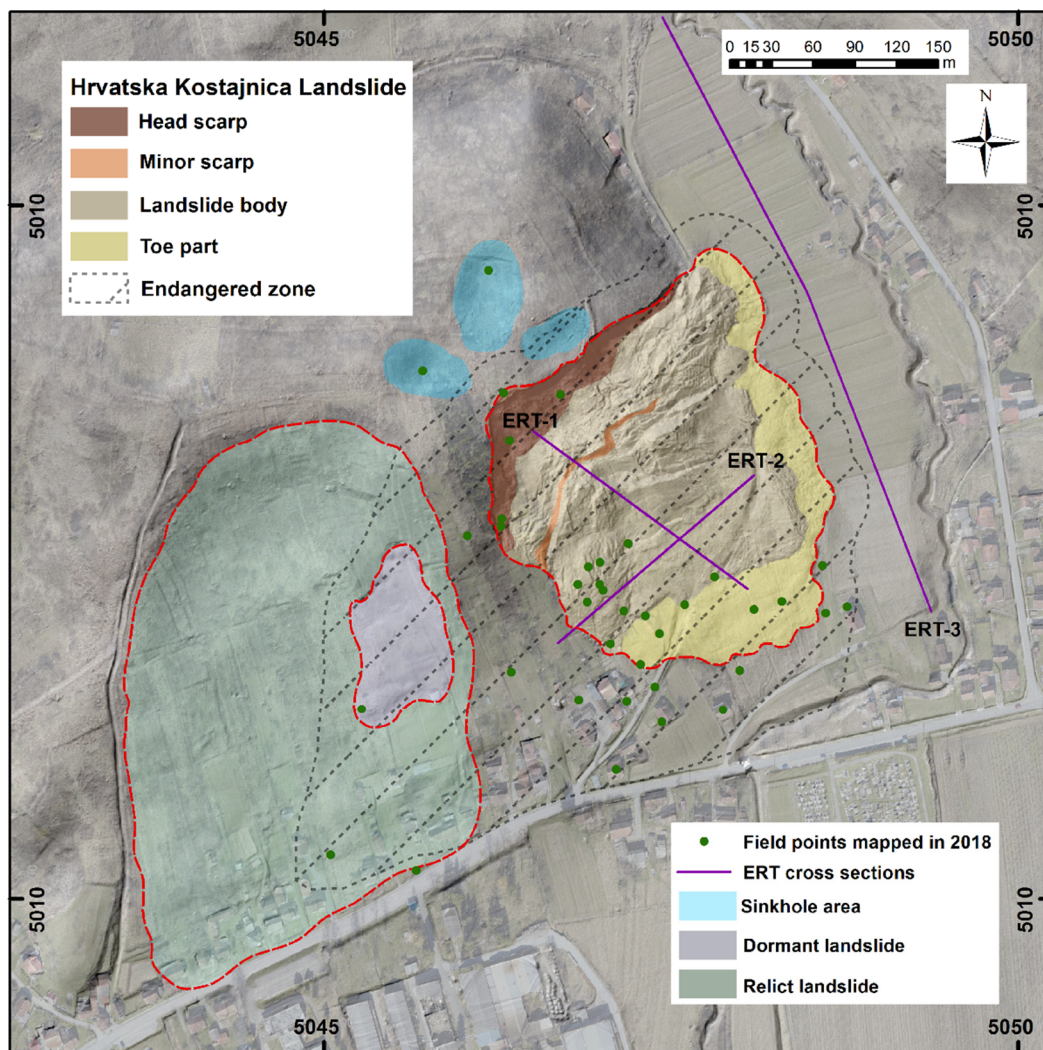 5045
5050
0 15 30 60 90 120 150
m
Hrvatska Kostajnica Landslide
Head scarp
Minor scarp
Landslide body
Toe part
Endangered zone
N
5010
5010
ERT-1
ERT-2
ERT-3
Field points mapped in 2018
ERT cross sections
Sinkhole area
Dormant landslide
Relict landslide
5010
5010
5045
5050